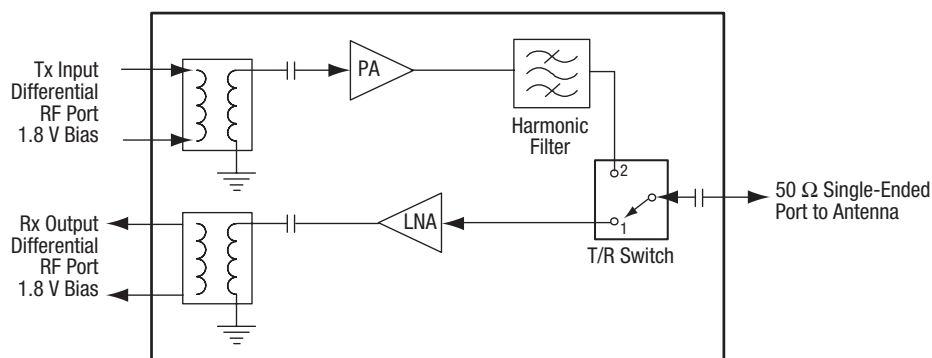 Tx Input
Differential
RF Port
1.8 V Bias
PA
Harmonic
Filter
2
50 Ω Single-Ended
Port to Antenna
1
T/R Switch
LNA
Rx Output
Differential
RF Port
1.8 V Bias